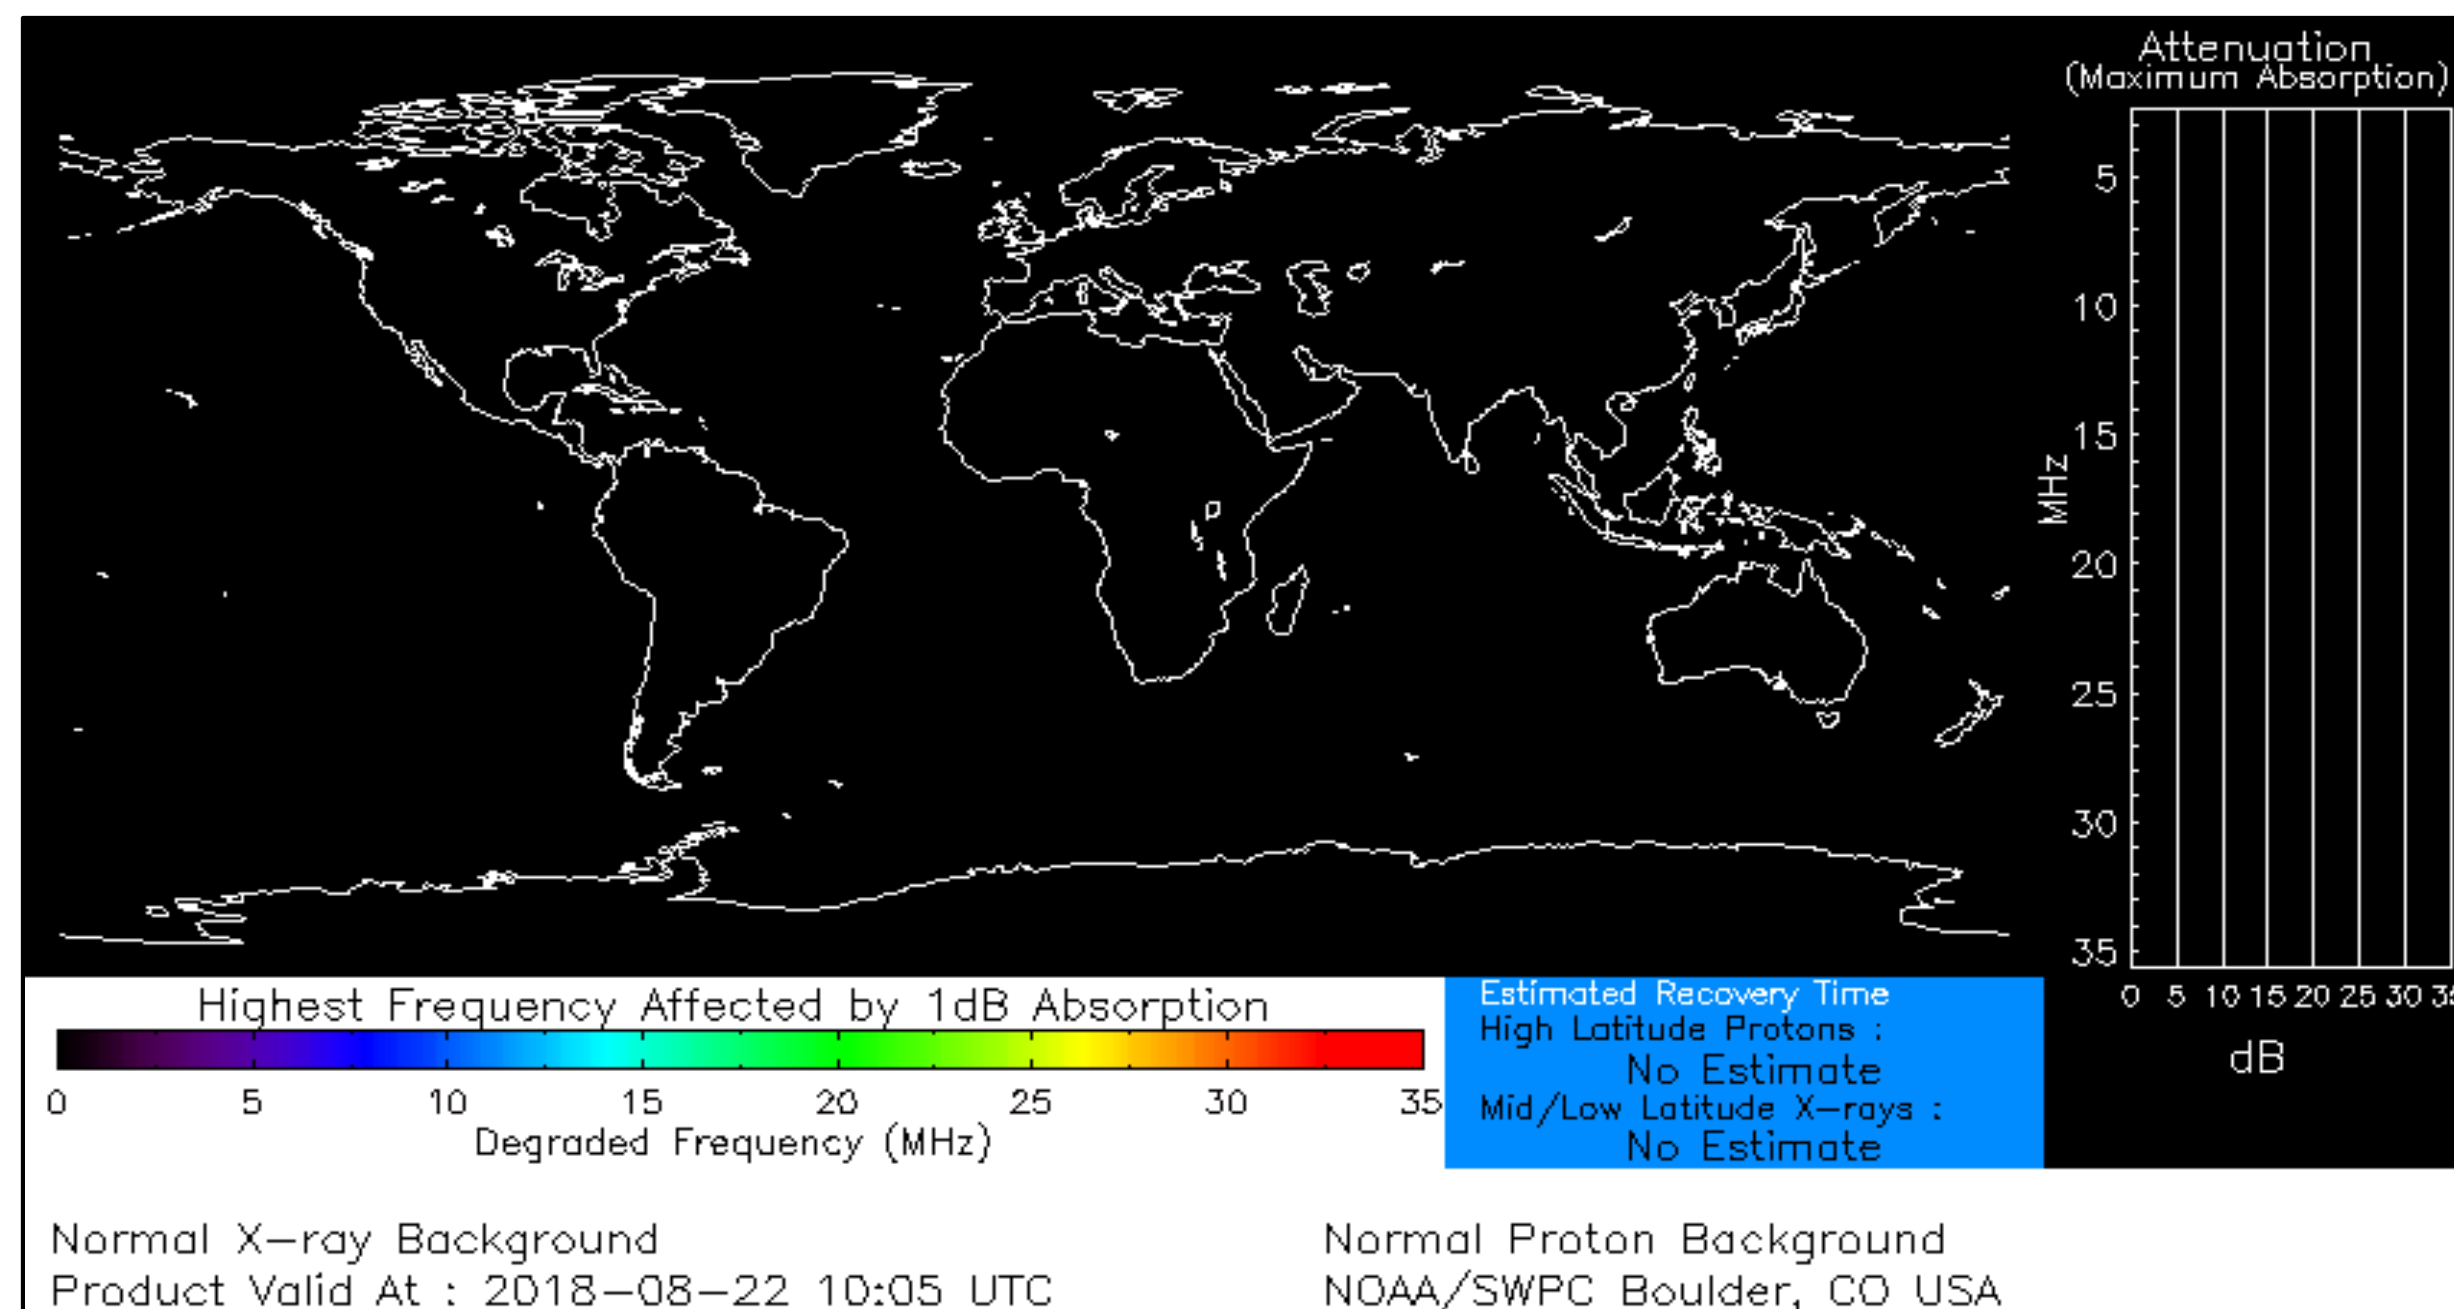 Attenuation
(Maximum Absorption)
5
10
15
20
25
30
35
MHz
0 5 10 15 20 25 30
dB
Highest Frequency Affected by 1dB Absorption
0 5 10 15 20 25 30 35
Degraded Frequency (MHz)
Estimated Recovery Time
High Latitude Protons :
No Estimate
Mid/Low Latitude X-rays :
No Estimate
Normal X-ray Background
Product Valid At : 2018-08-22 10:05 UTC
Normal Proton Background
NOAA/SWPC Boulder, CO USA